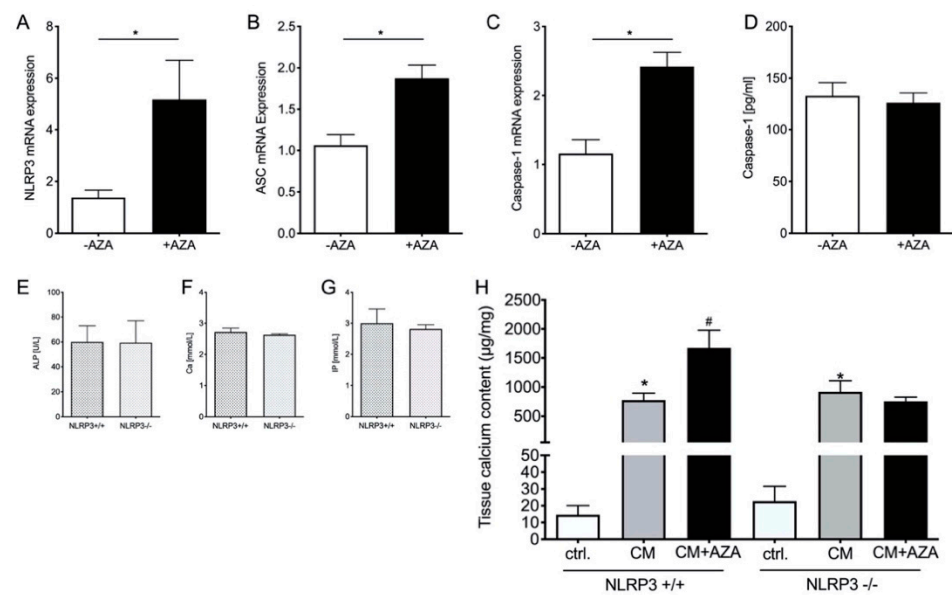 A
NLRP3 mRNA expression
8
6
4
2
0
*
-AZA
+AZA
B
ASC mRNA Expression
2.5
2.0
1.5
1.0
0.5
0.0
*
-AZA
+AZA
C
Caspase-1 mRNA expression
3
2
1
0
*
-AZA
+AZA
D
Caspase-1 [pg/ml]
200
150
100
50
0
-AZA
+AZA
E
ALP [U/L]
100
80
60
40
20
0
NLRP3+/+
NLRP3-/-
F
Ca [mmol/L]
4
3
2
1
0
NLRP3+/+
NLRP3-/-
G
IP [mmol/L]
4
3
2
1
0
NLRP3+/+
NLRP3-/-
H
Tissue calcium content (µg/mg)
2500
2000
1500
1000
500
50
40
30
20
10
0
*
#
*
ctrl.
CM
CM+AZA
ctrl.
CM
CM+AZA
NLRP3 +/+
NLRP3 -/-